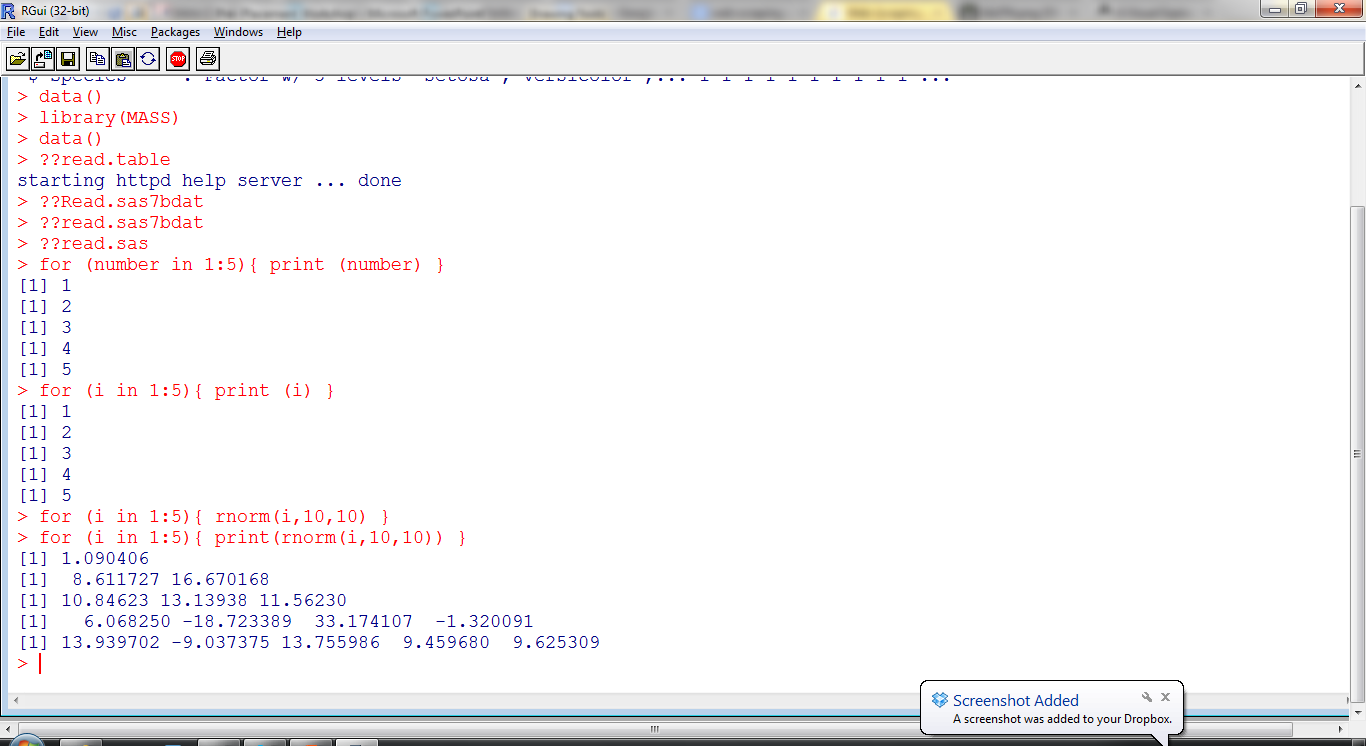 RGui (32-bit)
File Edit View Misc Packages Windows Help
STOP
> data()
> library(MASS)
> data()
> ??read.table
starting httpd help server ... done
> ??Read.sas7bdat
> ??read.sas7bdat
> ??read.sas
> for (number in 1:5){ print (number) }
[1] 1
[1] 2
[1] 3
[1] 4
[1] 5
> for (i in 1:5){ print (i) }
[1] 1
[1] 2
[1] 3
[1] 4
[1] 5
> for (i in 1:5){ rnorm(i,10,10) }
> for (i in 1:5){ print(rnorm(i,10,10)) }
[1] 1.090406
[1]  8.611727 16.670168
[1] 10.84623 13.13938 11.56230
[1]   6.068250 -18.723389  33.174107  -1.320091
[1] 13.939702 -9.037375 13.755986  9.459680  9.625309
>
Screenshot Added
A screenshot was added to your Dropbox.